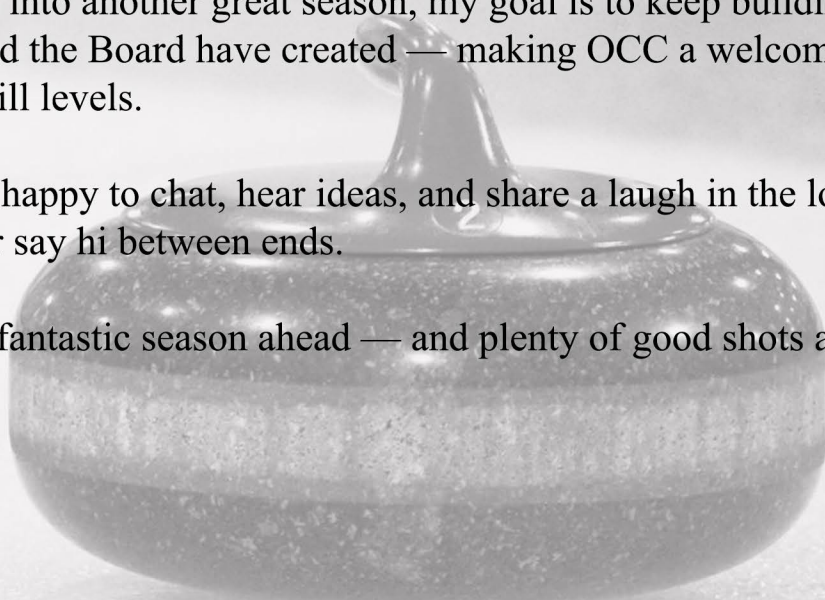 into another great season, my goal is to keep buildi
d the Board have created — making OCC a welcom
ill levels.
happy to chat, hear ideas, and share a laugh in the lo
r say hi between ends.
2
fantastic season ahead — and plenty of good shots a